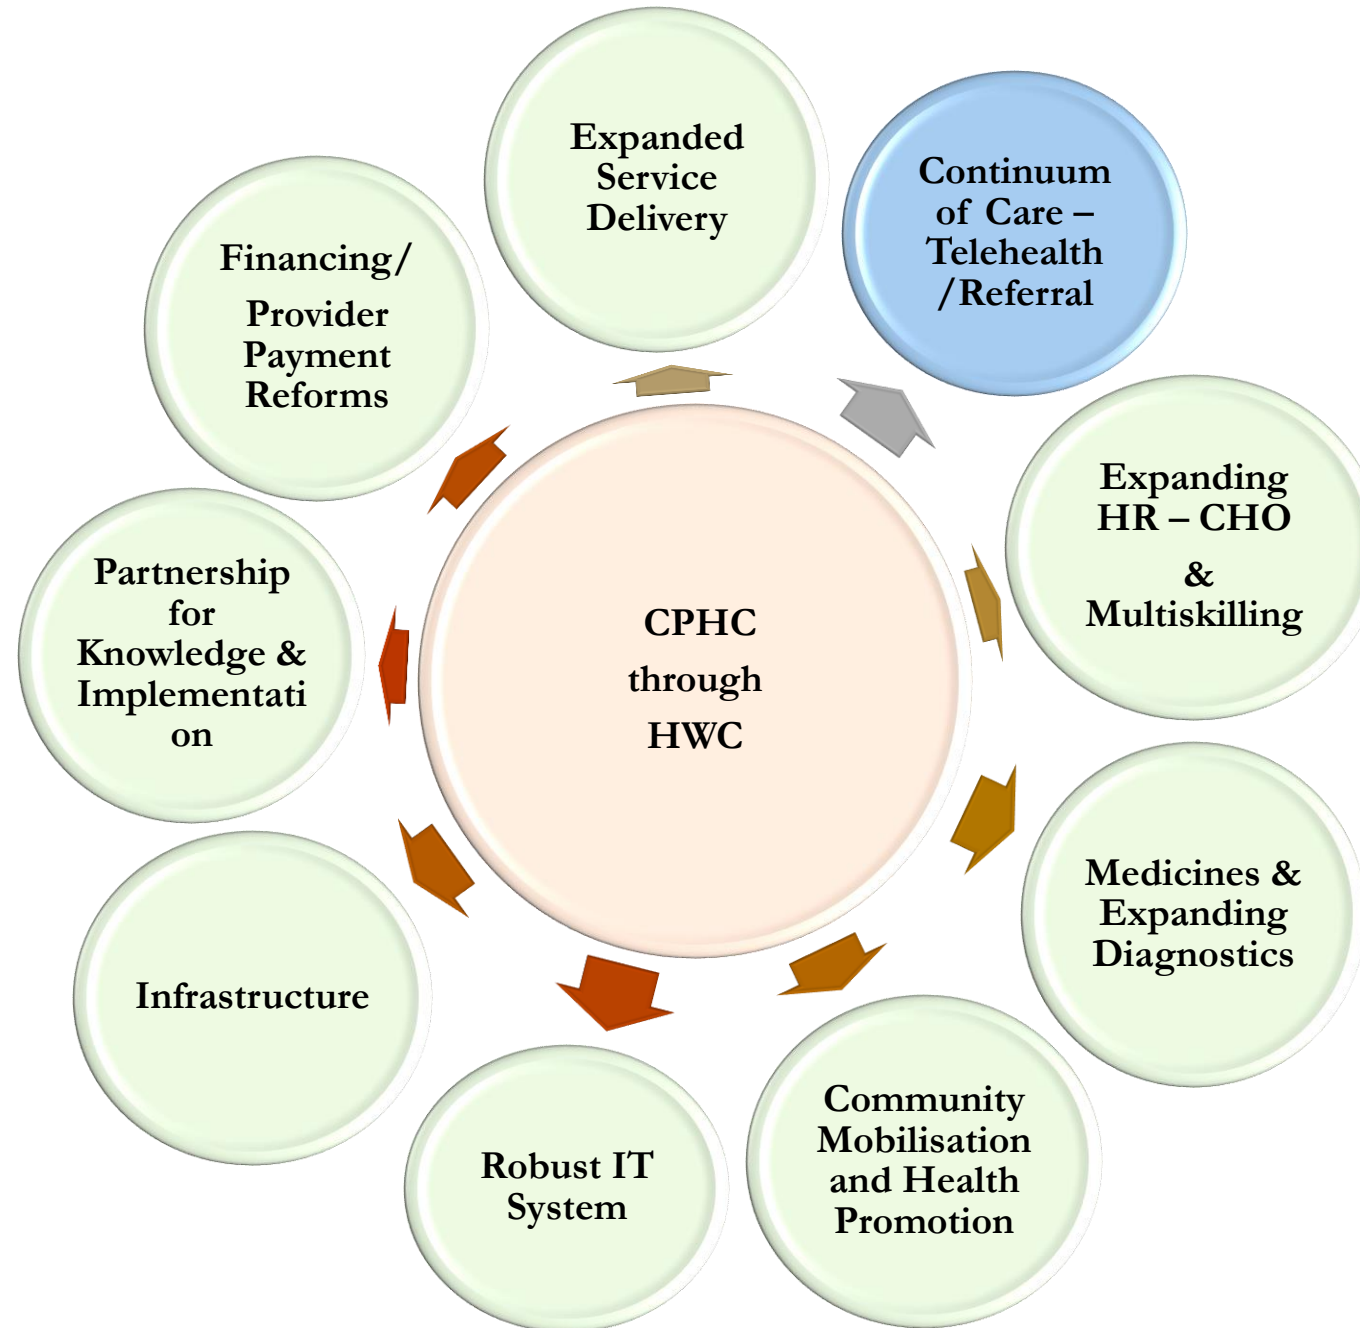 Expanded
Service
Delivery
Continuum
of Care –
Telehealth
/Referral
Expanding
HR – CHO
&
Multiskilling
Medicines &
Expanding
Diagnostics
Community
Mobilisation
and Health
Promotion
Robust IT
System
Infrastructure
Partnership
for
Knowledge &
Implementati
on
Financing/
Provider
Payment
Reforms
CPHC
through
HWC